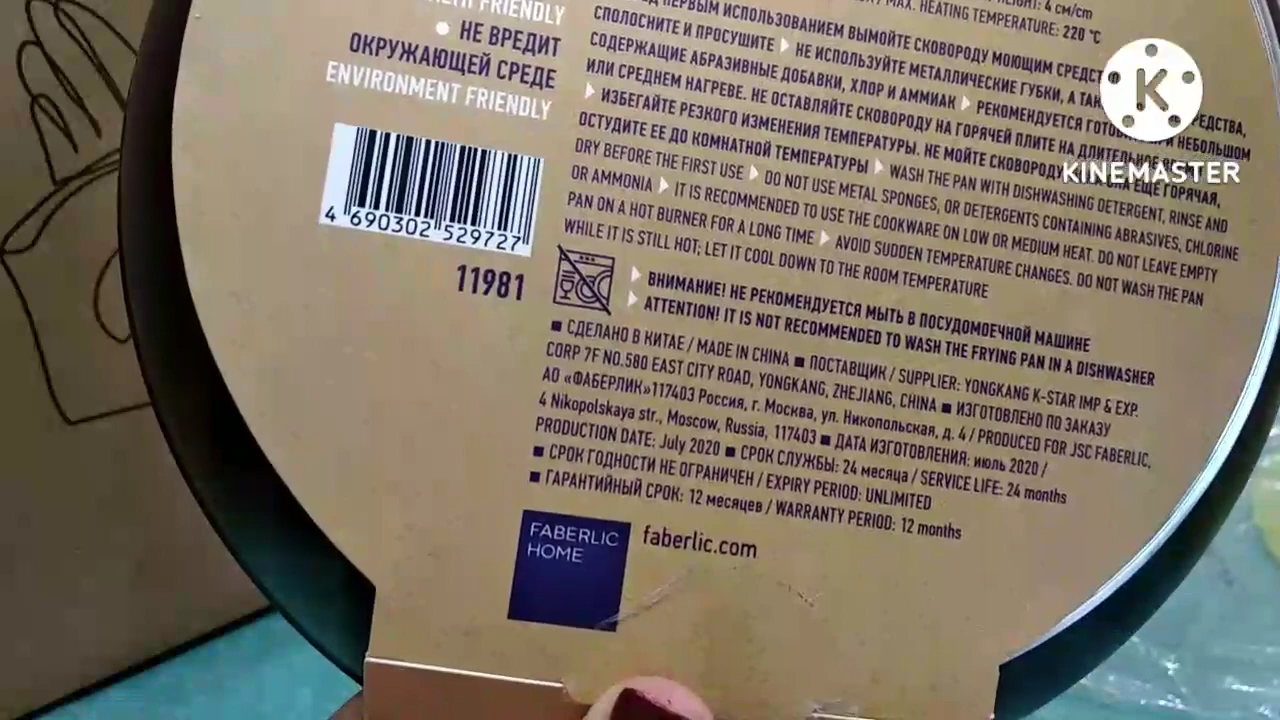 HEIGHT: 4 см/cm
MAX. HEATING TEMPERATURE: 220 °C
FRIENDLY
НЕ ВРЕДИТ
ОКРУЖАЮЩЕЙ СРЕДЕ
ENVIRONMENT FRIENDLY
4 690302 529727
11981
ПЕРВЫМ ИСПОЛЬЗОВАНИЕМ ВЫМОЙТЕ СКОВОРОДУ МОЮЩИМ
СПОЛОСНИТЕ И ПРОСУШИТЕ ▶ НЕ ИСПОЛЬЗУЙТЕ МЕТАЛЛИЧЕСКИЕ ГУБКИ, А
СОДЕРЖАЩИЕ АБРАЗИВНЫЕ ДОБАВКИ, ХЛОР И АММИАК ▶ РЕКОМЕНДУЕТСЯ НЕБОЛЬШОМ
ИЛИ СРЕДНЕМ НАГРЕВЕ. НЕ ОСТАВЛЯЙТЕ СКОВОРОДУ НА ГОРЯЧЕЙ ПЛИТЕ НА
▶ ИЗБЕГАЙТЕ РЕЗКОГО ИЗМЕНЕНИЯ ТЕМПЕРАТУРЫ. НЕ МОЙТЕ СКОВОРОДУ, ЕЩЕ ГОРЯЧАЯ,
ОСТУДИТЕ ЕЕ ДО КОМНАТНОЙ ТЕМПЕРАТУРЫ ▶ WASH THE PAN WITH DISHWASHING DETERGENT, RINSE AND
DRY BEFORE THE FIRST USE ▶ DO NOT USE METAL SPONGES, OR DETERGENTS CONTAINING ABRASIVES, CHLORINE
OR AMMONIA ▶ IT IS RECOMMENDED TO USE THE COOKWARE ON LOW OR MEDIUM HEAT. DO NOT LEAVE EMPTY
PAN ON A HOT BURNER FOR A LONG TIME ▶ AVOID SUDDEN TEMPERATURE CHANGES. DO NOT WASH THE PAN
WHILE IT IS STILL HOT; LET IT COOL DOWN TO THE ROOM TEMPERATURE
▶ ВНИМАНИЕ! НЕ РЕКОМЕНДУЕТСЯ МЫТЬ В ПОСУДОМОЕЧНОЙ МАШИНЕ
▶ ATTENTION! IT IS NOT RECOMMENDED TO WASH THE FRYING PAN IN A DISHWASHER
■ СДЕЛАНО В КИТАЕ / MADE IN CHINA ■ ПОСТАВЩИК / SUPPLIER: YONGKANG K-STAR IMP & EXP.
CORP 7F NO.580 EAST CITY ROAD, YONGKANG, ZHEJIANG, CHINA ■ ИЗГОТОВЛЕНО ПО ЗАКАЗУ
АО «ФАБЕРЛИК»117403 Россия, г. Москва, ул. Никопольская, д. 4 / PRODUCED FOR JSC FABERLIC,
4 Nikopolskaya str., Moscow, Russia, 117403 ■ ДАТА ИЗГОТОВЛЕНИЯ: июль 2020 /
PRODUCTION DATE: July 2020 ■ СРОК СЛУЖБЫ: 24 месяца / SERVICE LIFE: 24 months
■ СРОК ГОДНОСТИ НЕ ОГРАНИЧЕН / EXPIRY PERIOD: UNLIMITED
■ ГАРАНТИЙНЫЙ СРОК: 12 месяцев / WARRANTY PERIOD: 12 months
FABERLIC
HOME
faberlic.com
K
KINEMASTER